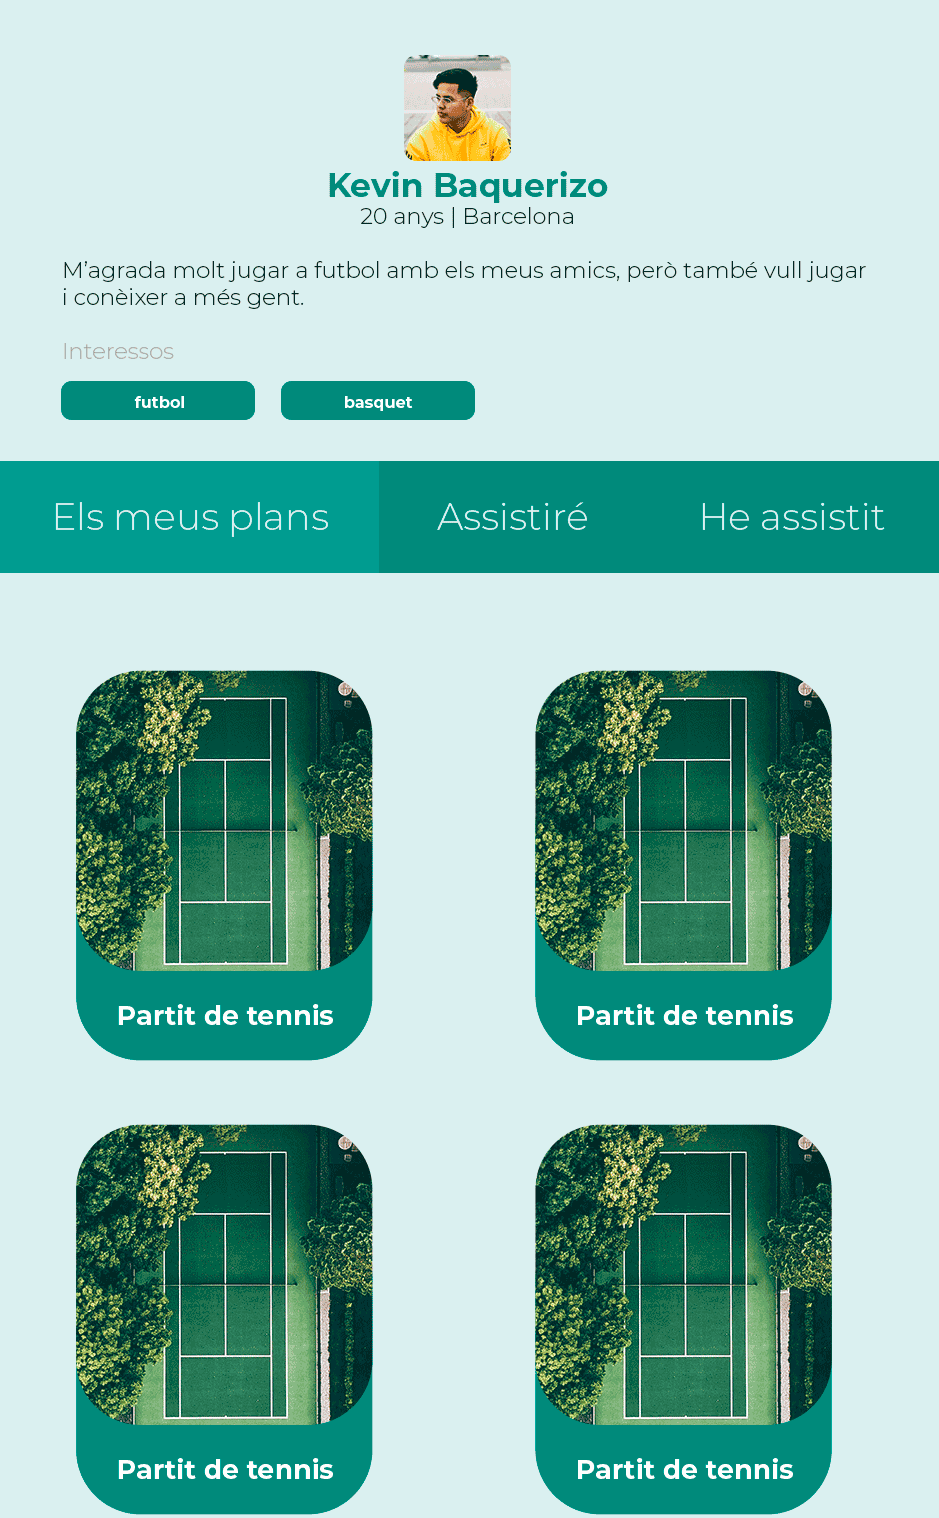 Kevin Baquerizo
20 anys | Barcelona
M’agrada molt jugar a futbol amb els meus amics, però també vull jugar
i conèixer a més gent.
Interessos
futbol
basquet
Els meus plans
Assistiré
He assistit
Partit de tennis
Partit de tennis
Partit de tennis
Partit de tennis